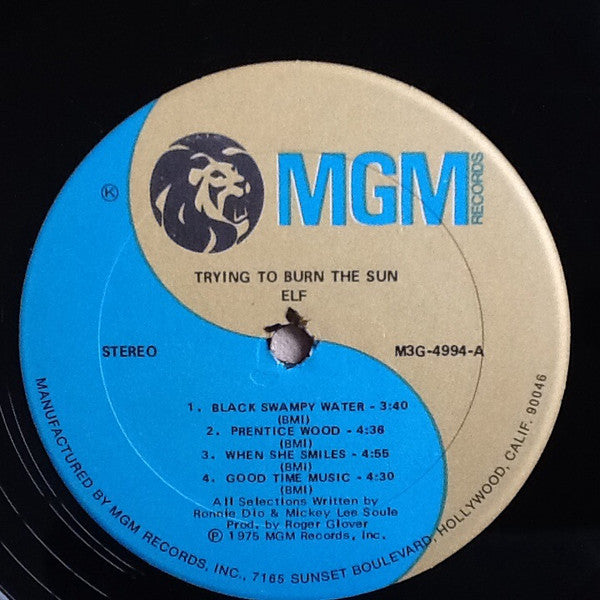 MGM
RECORDS
Ⓚ
TRYING TO BURN THE SUN
ELF
STEREO
M3G-4994-A
1. BLACK SWAMPY WATER - 3:40
(BMI)
2. PRENTICE WOOD - 4:36
(BMI)
3. WHEN SHE SMILES - 4:55
(BMI)
4. GOOD TIME MUSIC - 4:30
(BMI)
All Selections Written by
Ronnie Dio & Mickey Lee Soule
Prod. by Roger Glover
Ⓟ 1975 MGM Records, Inc.
MANUFACTURED BY MGM RECORDS, INC., 7165 SUNSET BOULEVARD, HOLLYWOOD, CALIF. 90046